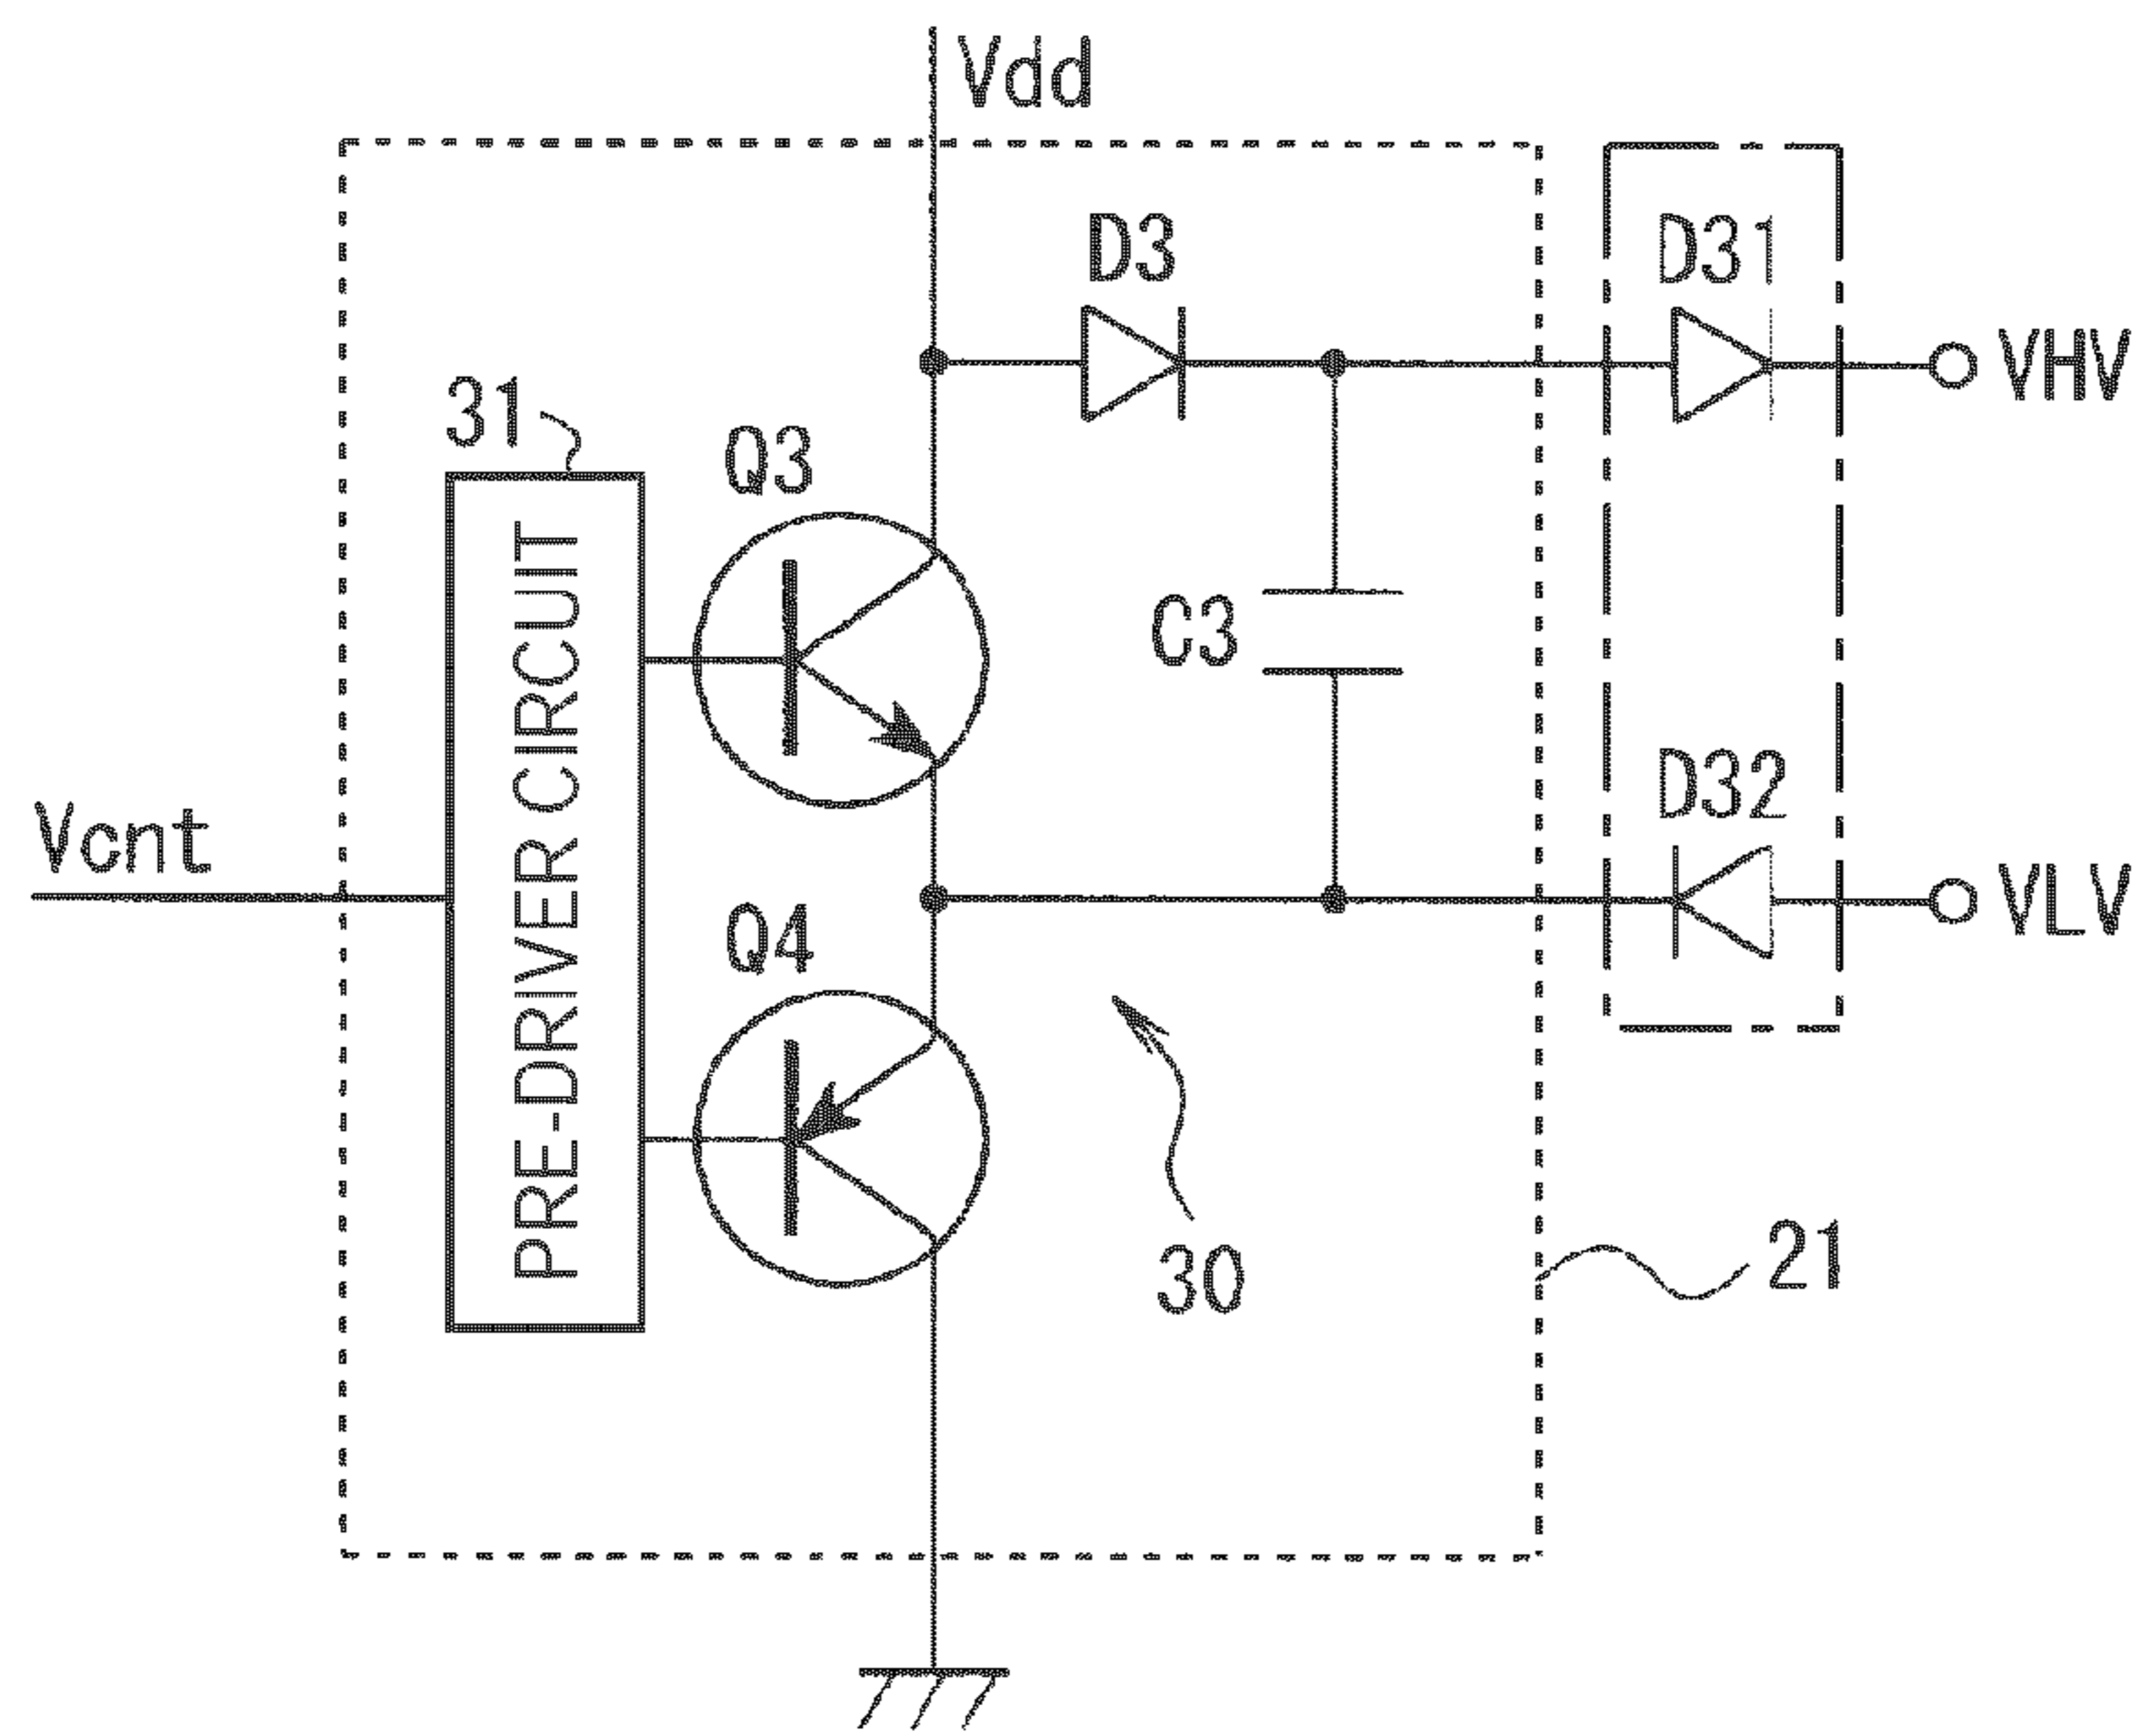 Vdd
D3
D31
VHV
31
Q3
PRE-DRIVER CIRCUIT
C3
D32
Vcnt
VLV
Q4
30
21